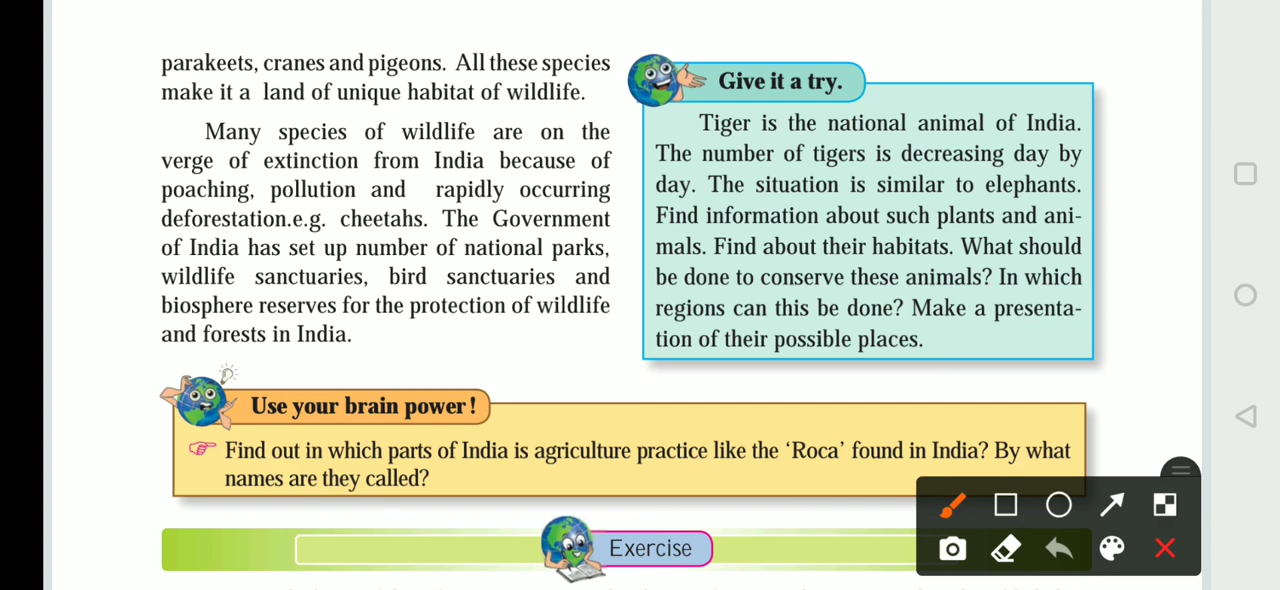 parakeets, cranes and pigeons. All these species
make it a land of unique habitat of wildlife.
Many species of wildlife are on the
verge of extinction from India because of
poaching, pollution and rapidly occurring
deforestation.e.g. cheetahs. The Government
of India has set up number of national parks,
wildlife sanctuaries, bird sanctuaries and
biosphere reserves for the protection of wildlife
and forests in India.
Give it a try.
Tiger is the national animal of India.
The number of tigers is decreasing day by
day. The situation is similar to elephants.
Find information about such plants and ani-
mals. Find about their habitats. What should
be done to conserve these animals? In which
regions can this be done? Make a presenta-
tion of their possible places.
Use your brain power !
Find out in which parts of India is agriculture practice like the ‘Roca’ found in India? By what
names are they called?
Exercise